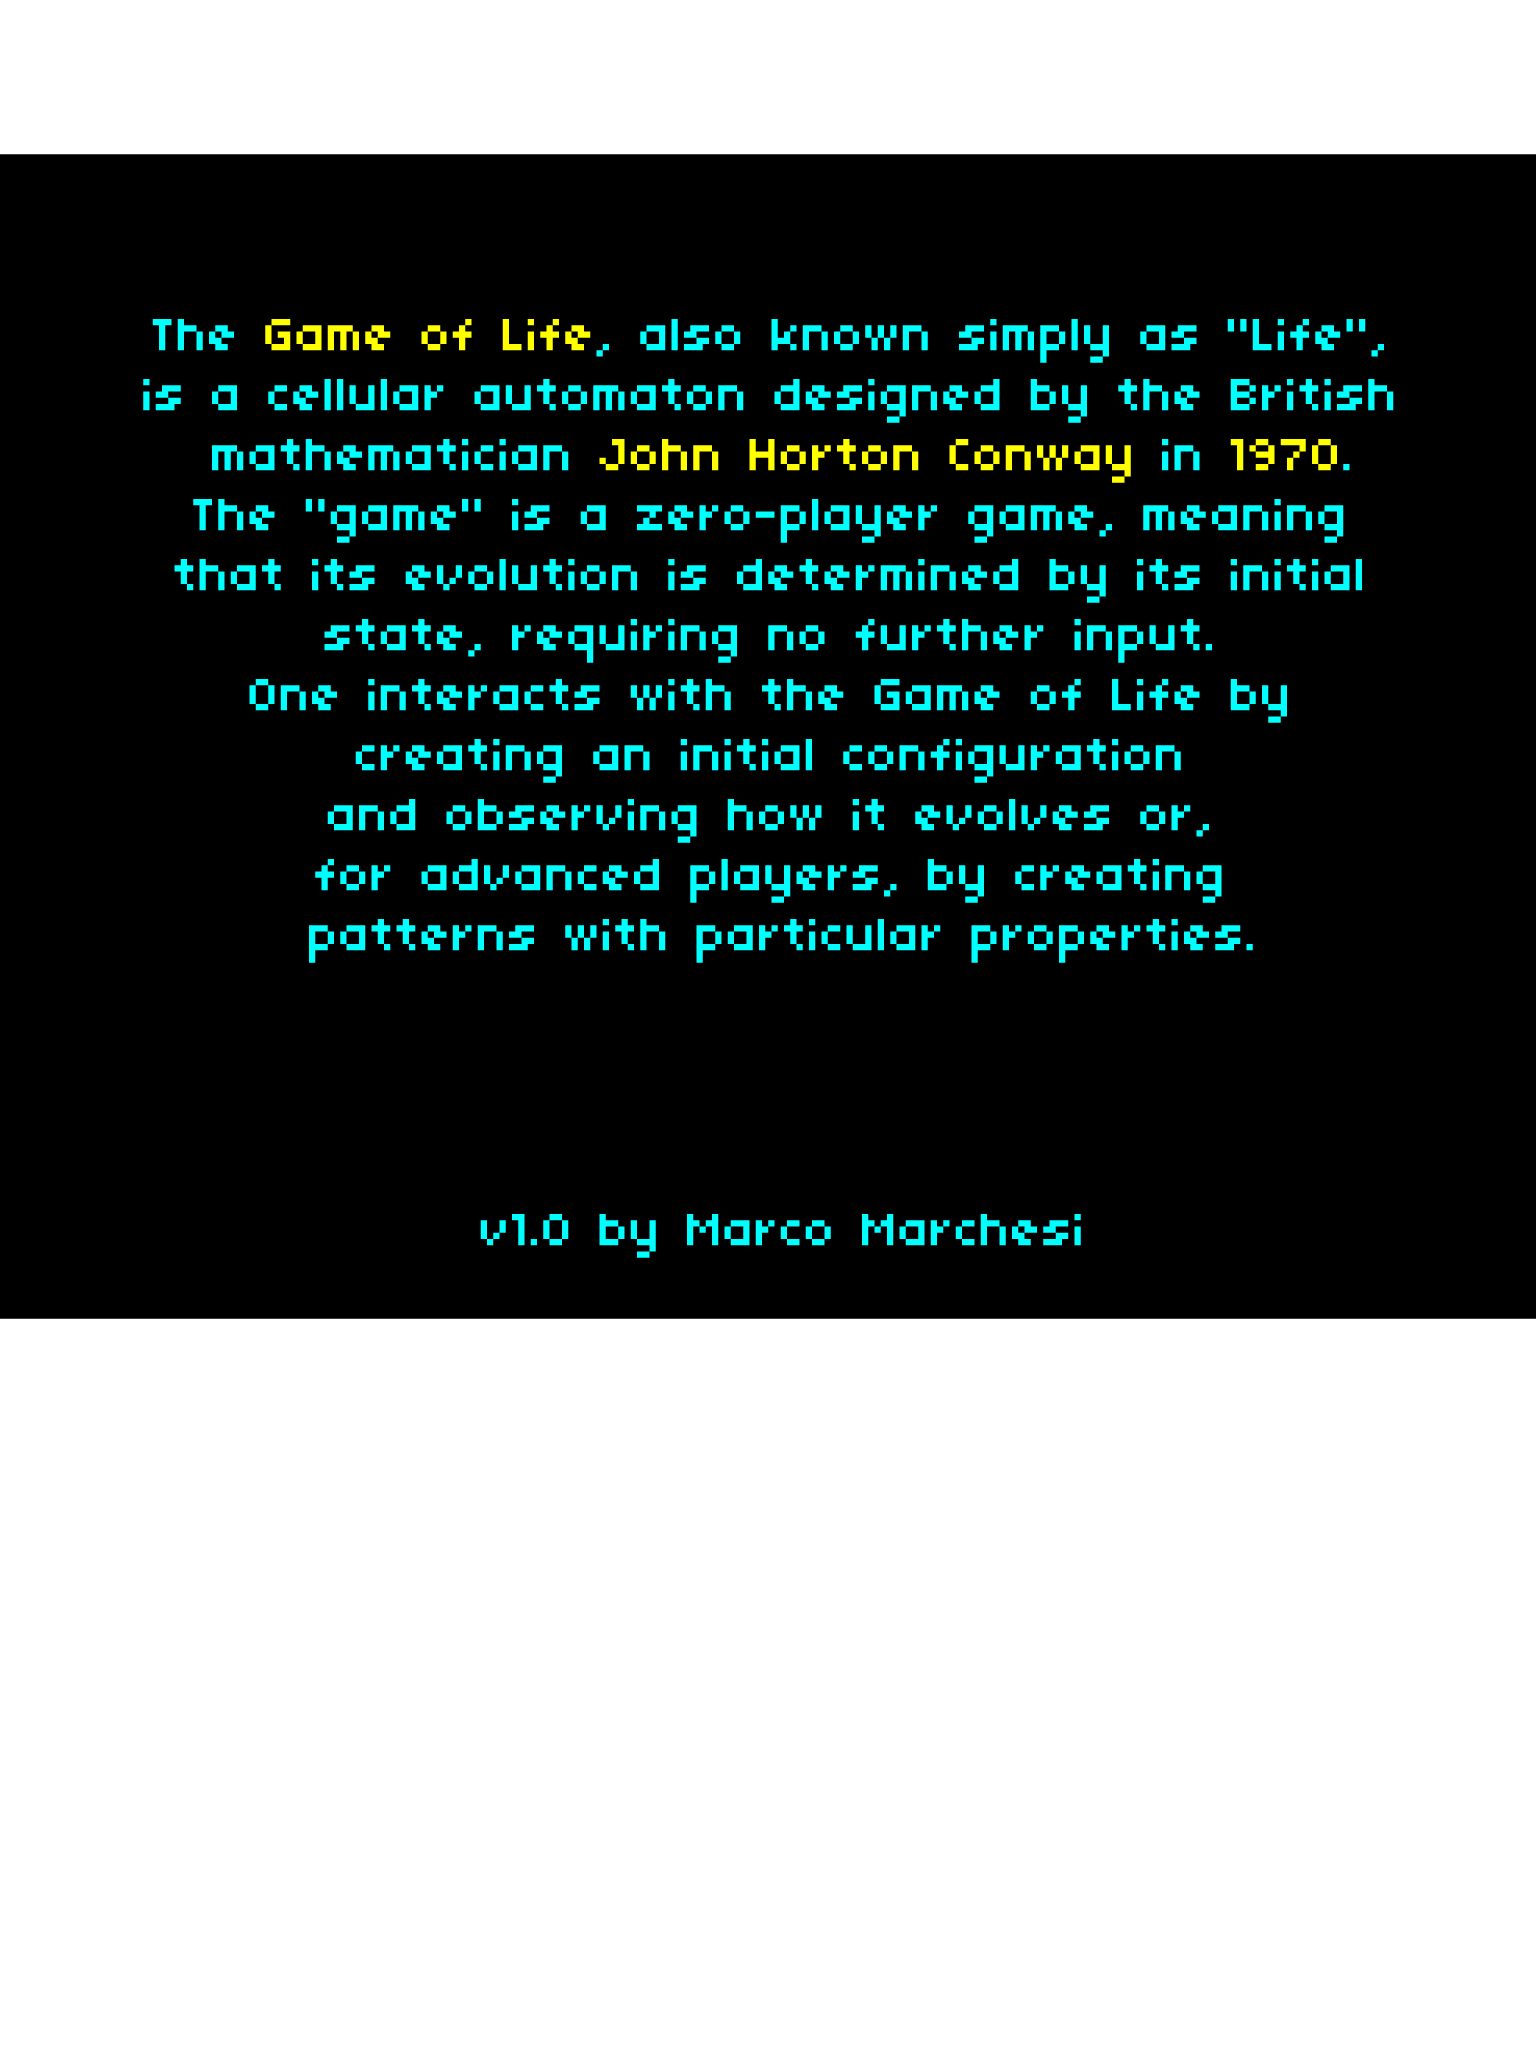 The Game of Life, also known simply as "Life",
is a cellular automaton designed by the British
mathematician John Horton Conway in 1970.
The "game" is a zero-player game, meaning
that its evolution is determined by its initial
state, requiring no further input.
One interacts with the Game of Life by
creating an initial configuration
and observing how it evolves or,
for advanced players, by creating
patterns with particular properties.
v1.0 by Marco Marchesi